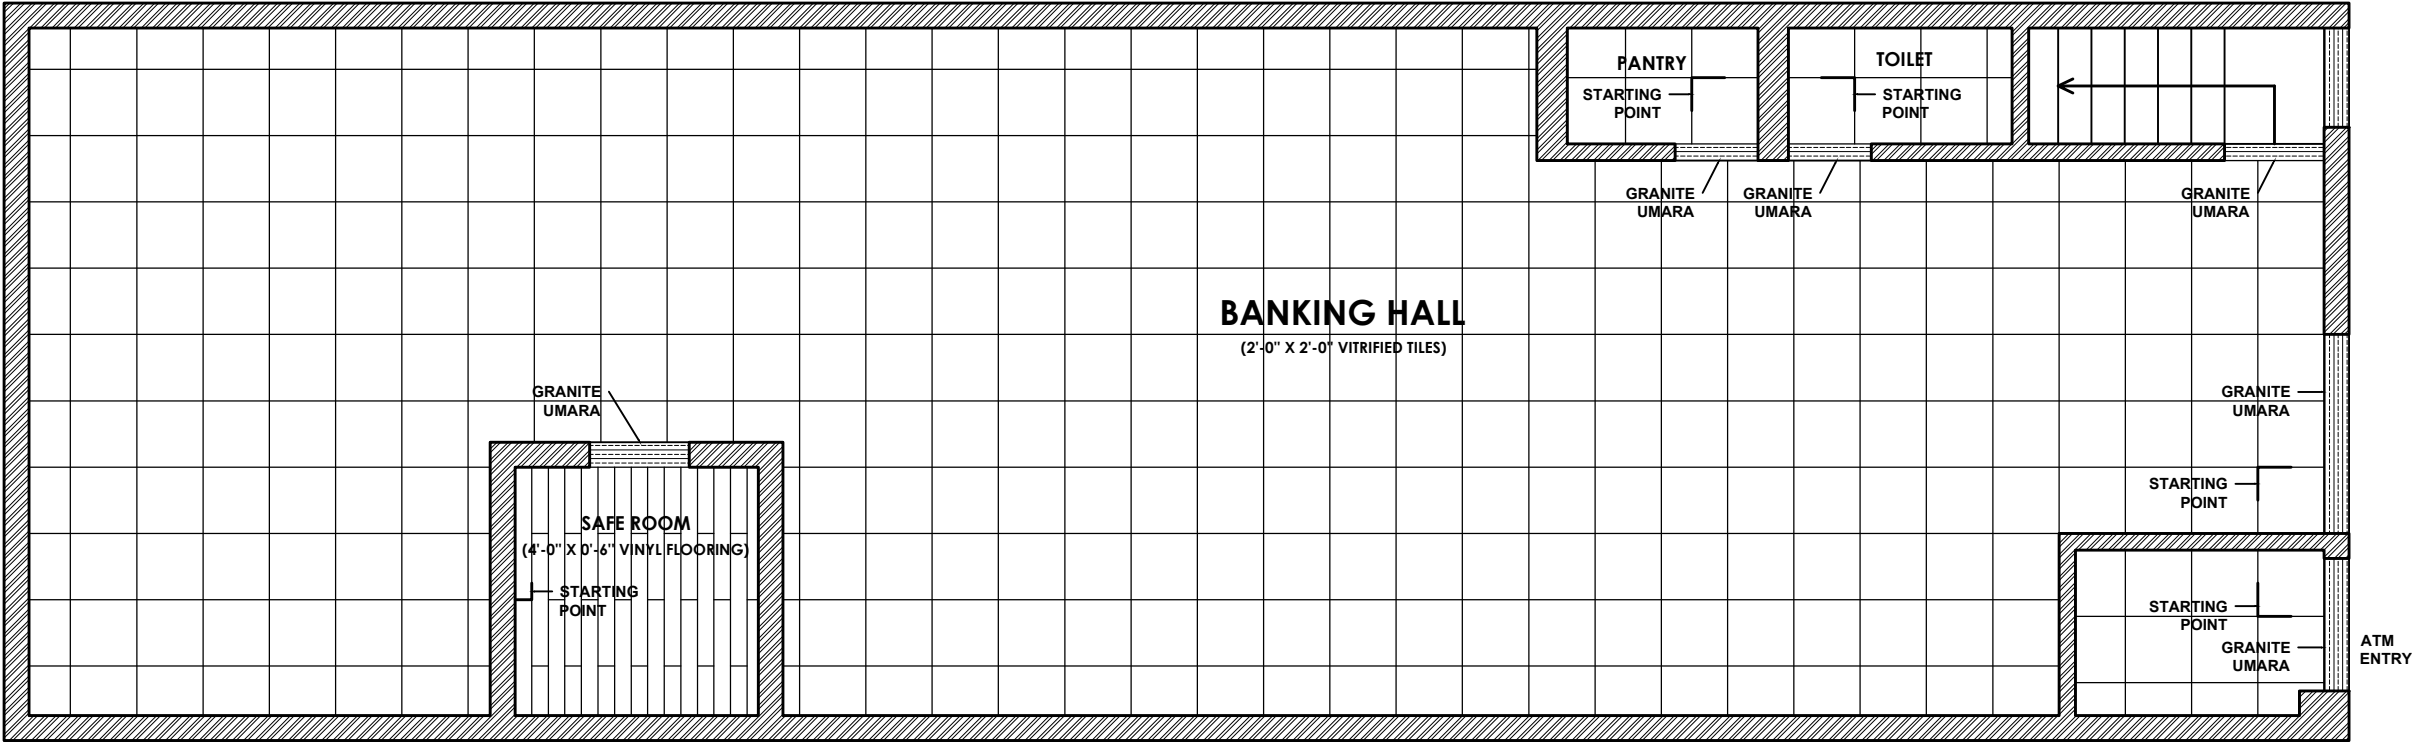 PANTRY
STARTING
POINT
TOILET
STARTING
POINT
GRANITE
UMARA
GRANITE
UMARA
GRANITE
UMARA
BANKING HALL
(2'-0" X 2'-0" VITRIFIED TILES)
GRANITE
UMARA
GRANITE
UMARA
STARTING
POINT
SAFE ROOM
(4'-0" X 0'-6" VINYL FLOORING)
STARTING
POINT
STARTING
POINT
GRANITE
UMARA
ATM
ENTRY